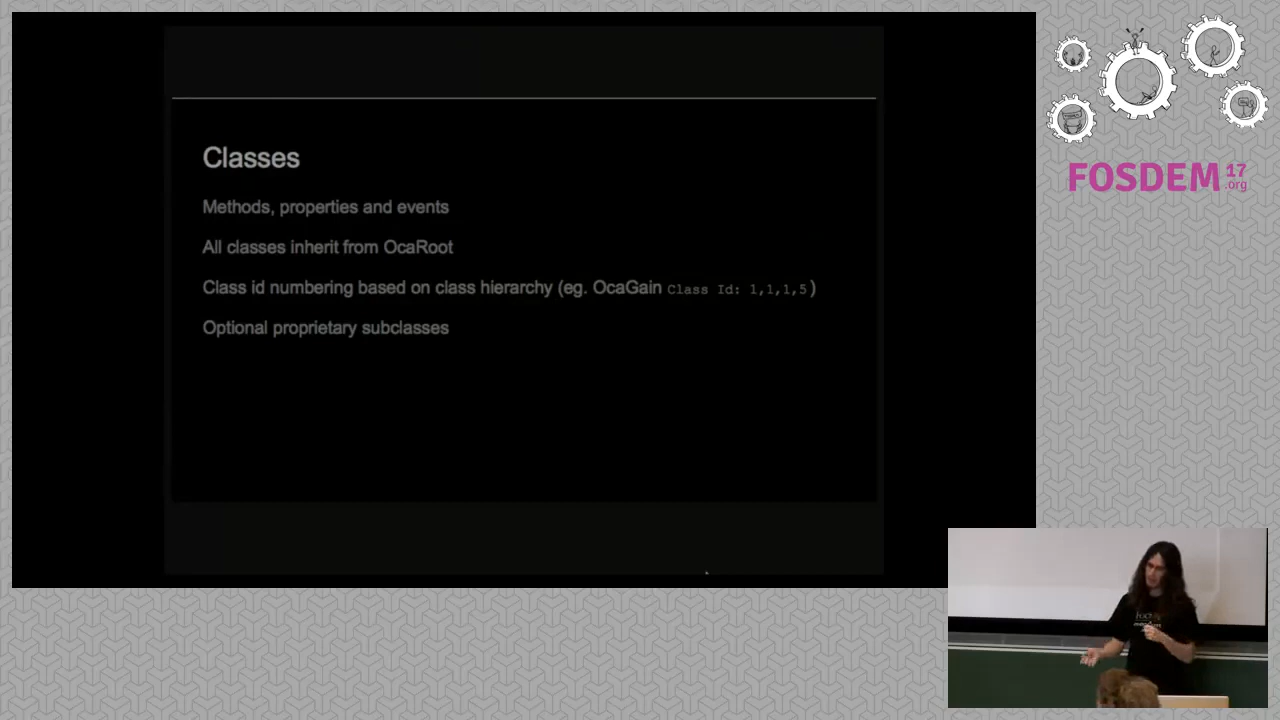 Classes
Methods, properties and events
All classes inherit from OcaRoot
Class id numbering based on class hierarchy (eg. OcaGain Class Id: 1,1,1,5)
Optional proprietary subclasses
FOSDEM 17
.org